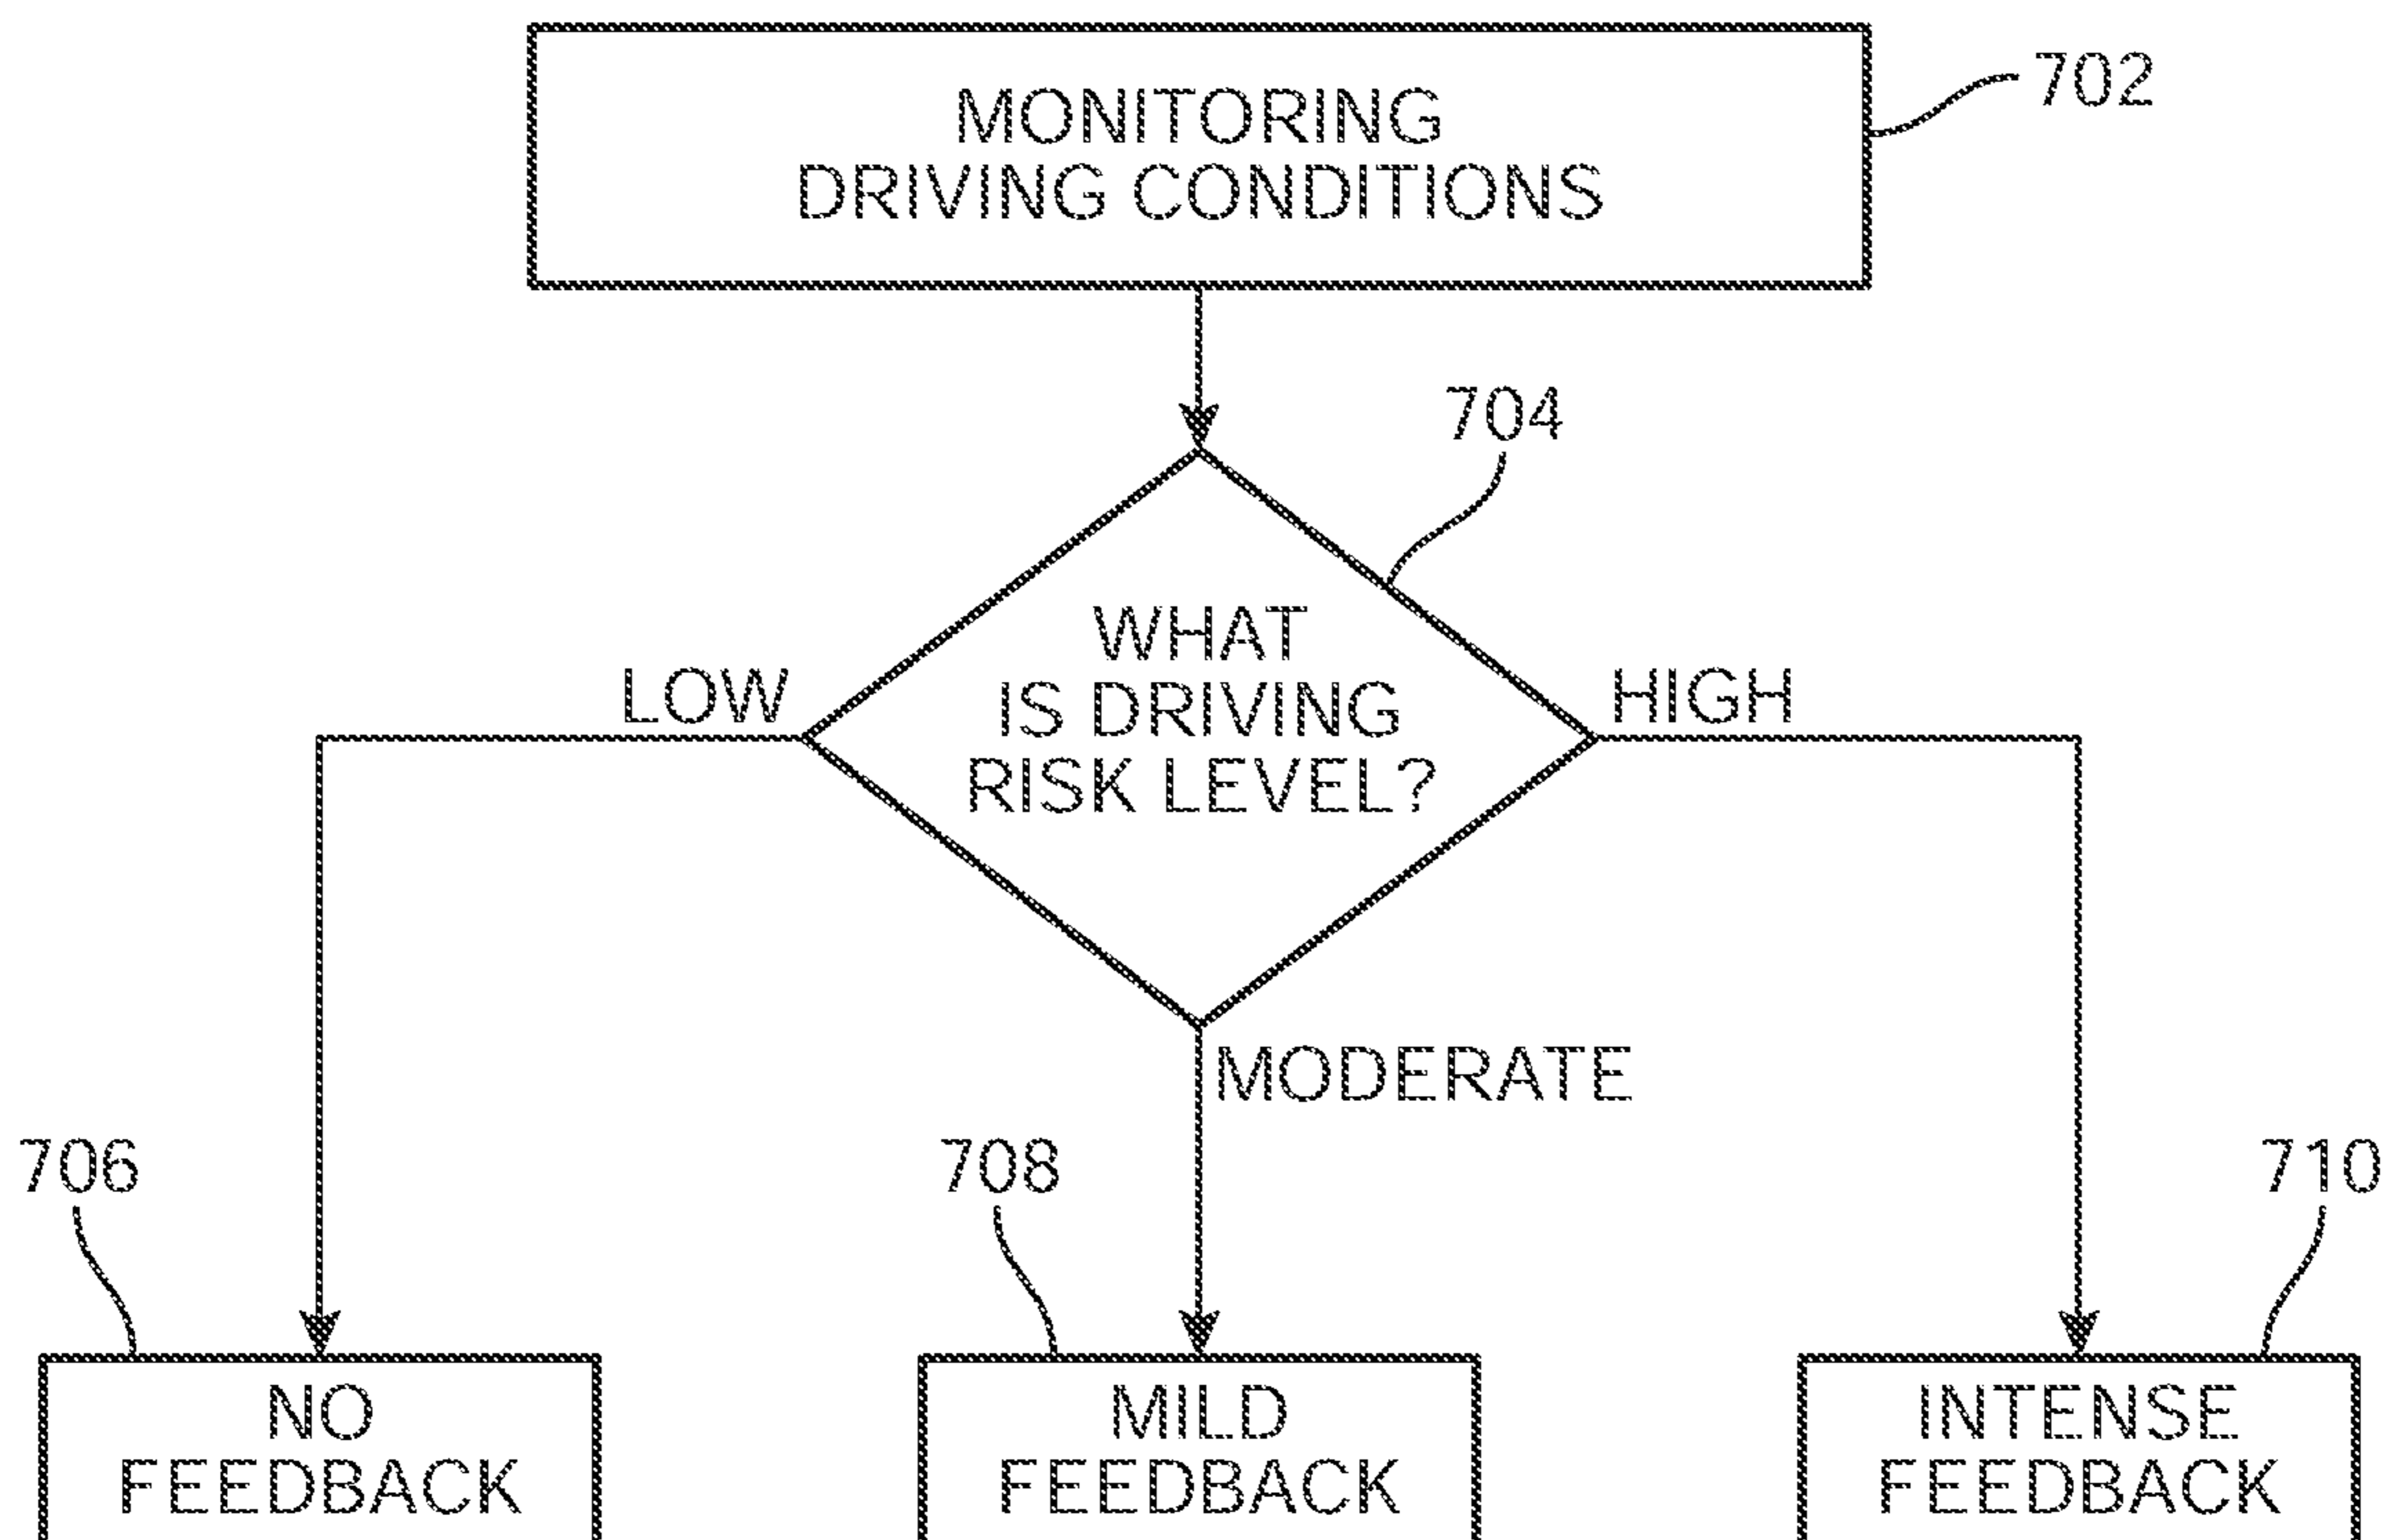 MONITORING
DRIVING CONDITIONS
702
704
WHAT
IS DRIVING
RISK LEVEL?
LOW
HIGH
MODERATE
706
708
710
NO
FEEDBACK
MILD
FEEDBACK
INTENSE
FEEDBACK